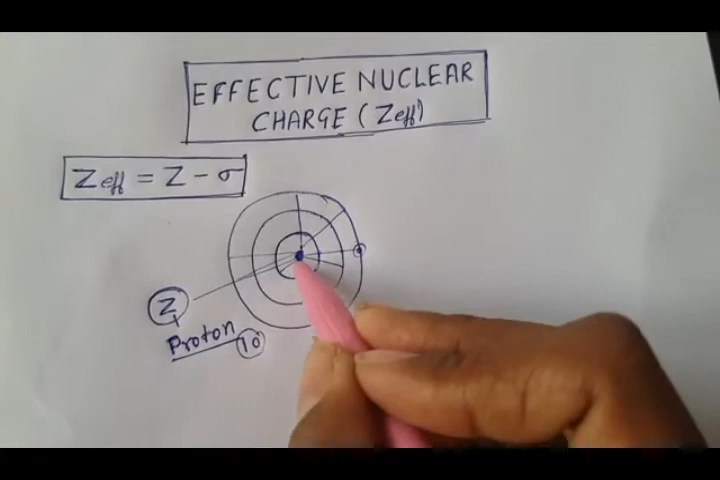 EFFECTIVE NUCLEAR
CHARGE (Zeff)
Zeff = Z - σ
Z
Proton 10